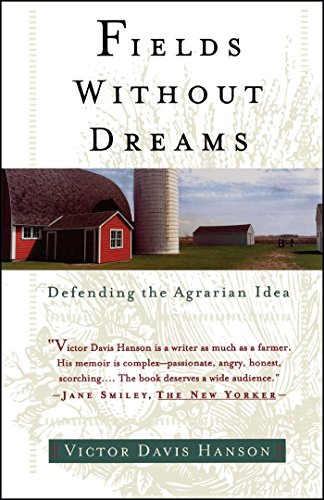 FIELDS
WITHOUT
DREAMS
Defending the Agrarian Idea
"Victor Davis Hanson is a writer as much as a farmer.
His memoir is complex—passionate, angry, honest,
scorching.... The book deserves a wide audience."
—JANE SMILEY, THE NEW YORKER—
VICTOR DAVIS HANSON